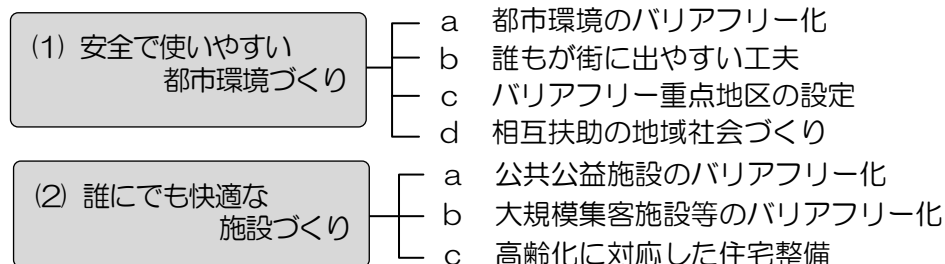 (1) 安全で使いやすい
都市環境づくり
a 都市環境のバリアフリー化
b 誰もが街に出やすい工夫
c バリアフリー重点地区の設定
d 相互扶助の地域社会づくり
(2) 誰にでも快適な
施設づくり
a 公共公益施設のバリアフリー化
b 大規模集客施設等のバリアフリー化
c 高齢化に対応した住宅整備